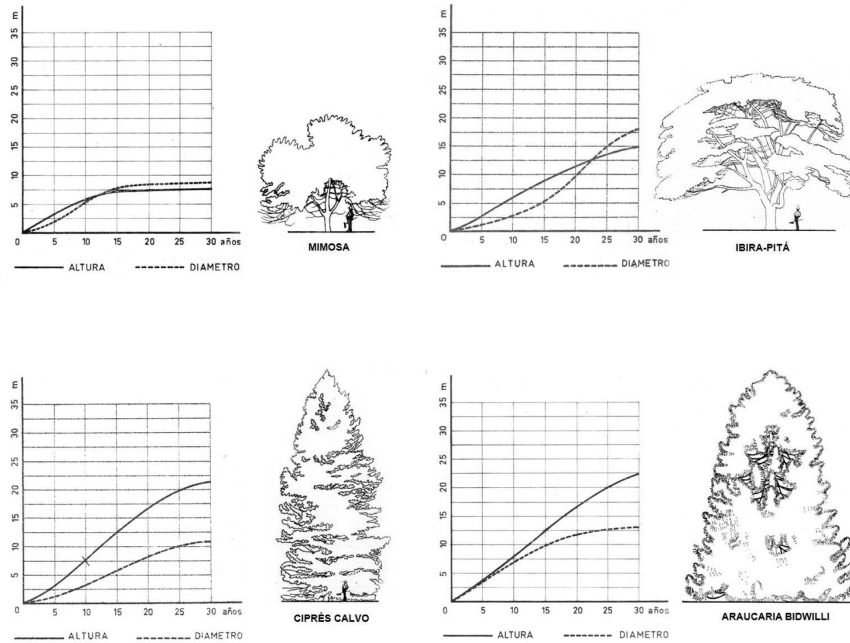 m
35
30
25
20
15
10
5
0 5 10 15 20 25 30 años
ALTURA DIAMETRO
MIMOSA
m
35
30
25
20
15
10
5
0 5 10 15 20 25 30 años
ALTURA DIAMETRO
IBIRA-PITÁ
m
35
30
25
20
15
10
5
0 5 10 15 20 25 30 años
ALTURA DIAMETRO
CIPRÉS CALVO
m
35
30
25
20
15
10
5
0 5 10 15 20 25 30 años
ALTURA DIAMETRO
ARAUCARIA BIDWILLI